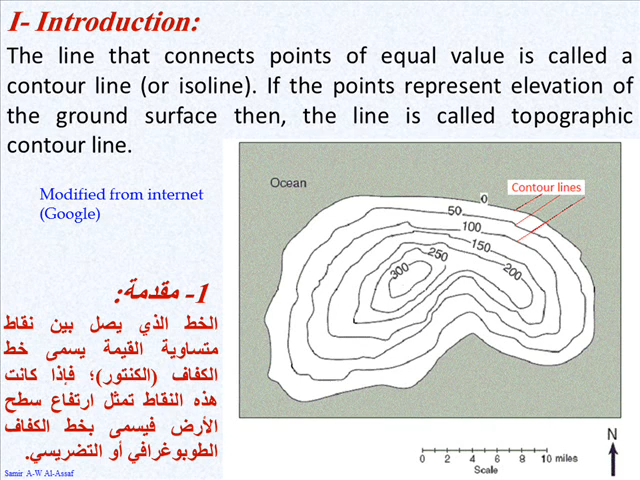 I- Introduction:
The line that connects points of equal value is called a
contour line (or isoline). If the points represent elevation of
the ground surface then, the line is called topographic
contour line.
Modified from internet
(Google)
Ocean
0
Contour lines
50
100
150
200
250
300
1- مقدمة:
الخط الذي يصل بين نقاط
متساوية القيمة يسمى خط
الكفاف (الكنتور)؛ فإذا كانت
هذه النقاط تمثل ارتفاع سطح
الأرض فيسمى بخط الكفاف
الطوبوغرافي أو التضريسي.
N
0 2 4 6 8 10 miles
Scale
Samir A-W Al-Assaf